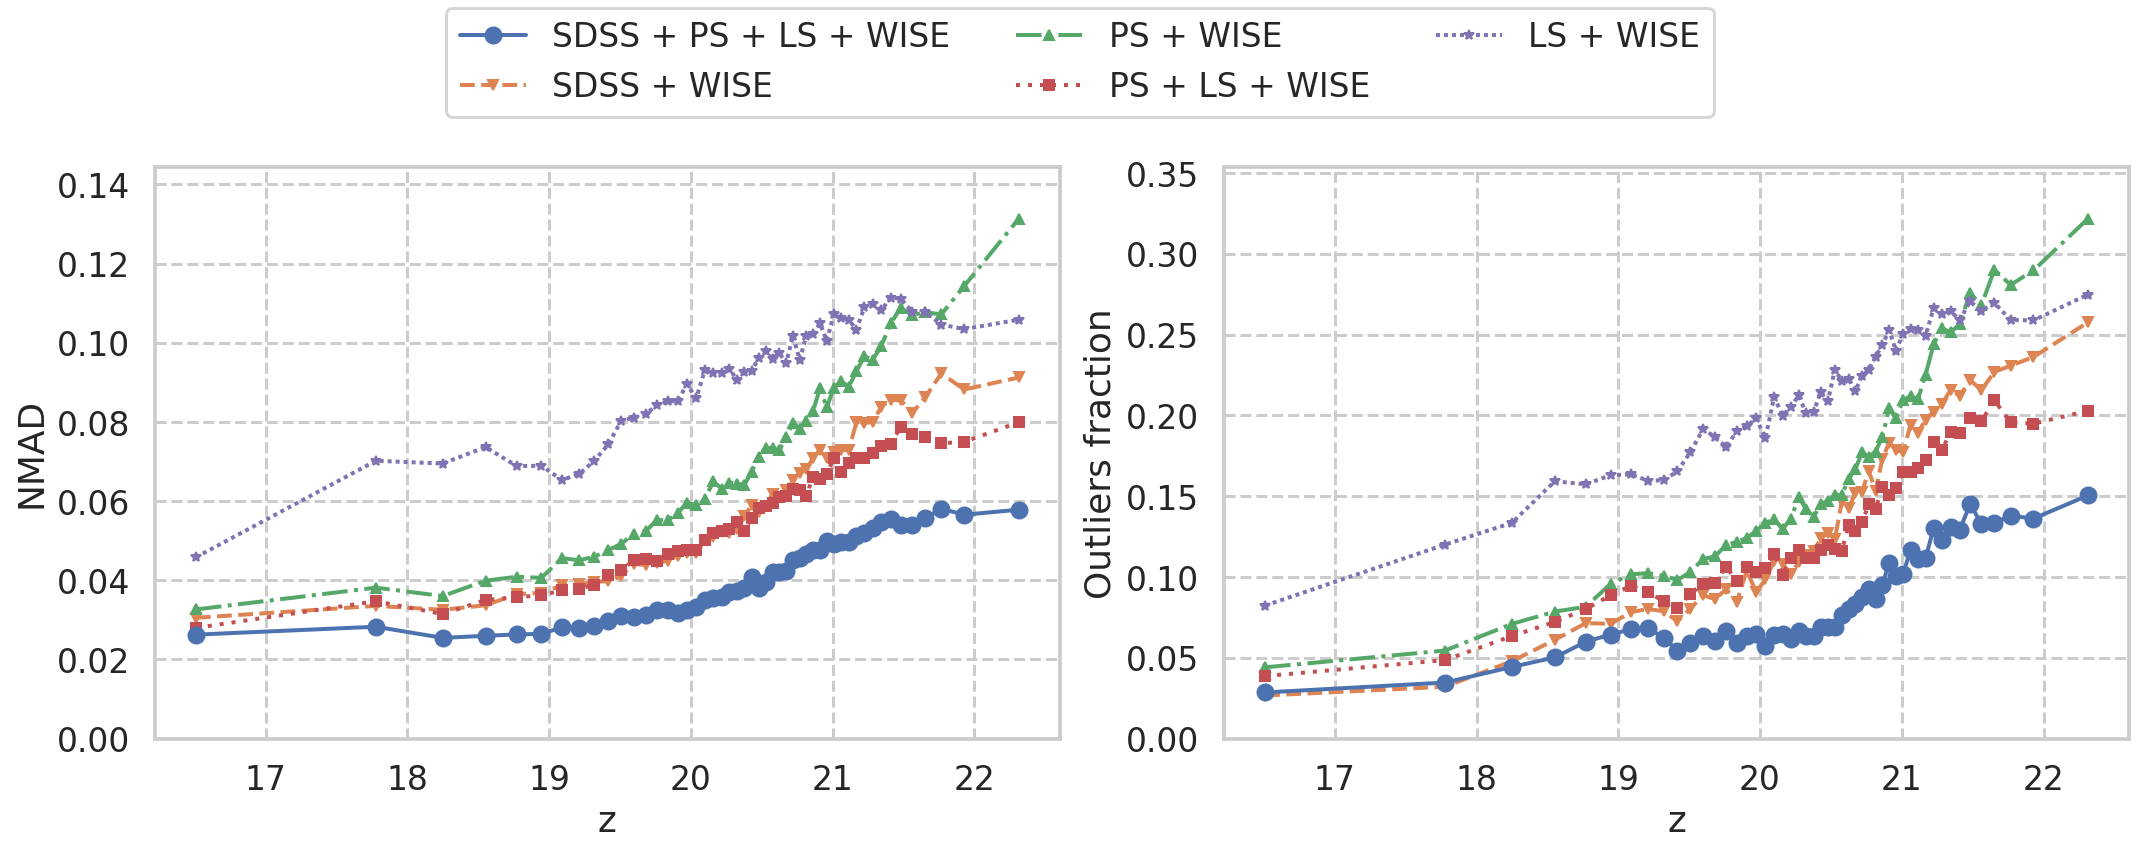 SDSS + PS + LS + WISE
PS + WISE
LS + WISE
SDSS + WISE
PS + LS + WISE
NMAD
0.14
0.12
0.10
0.08
0.06
0.04
0.02
0.00
17 18 19 20 21 22
z
Outliers fraction
0.35
0.30
0.25
0.20
0.15
0.10
0.05
0.00
17 18 19 20 21 22
z